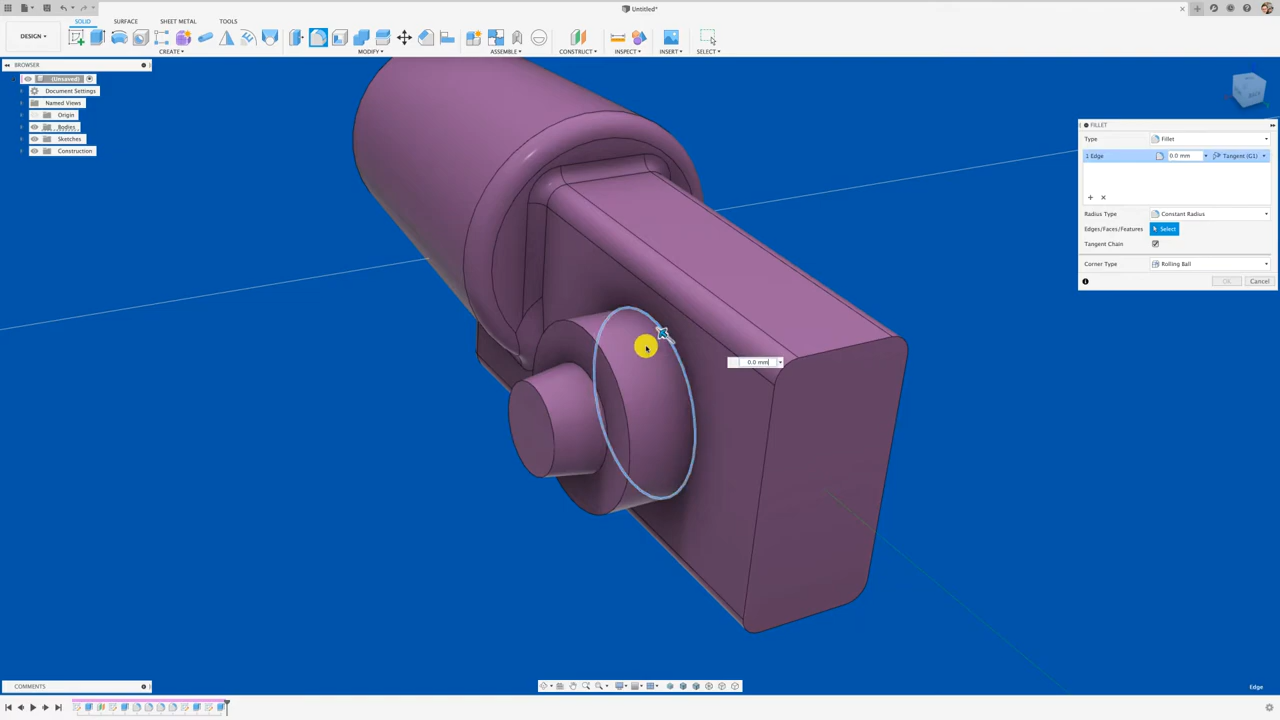 Untitled*
DESIGN
SOLID SURFACE SHEET METAL TOOLS
CREATE MODIFY ASSEMBLE CONSTRUCT INSPECT INSERT SELECT
BROWSER
(Unsaved)
Document Settings
Named Views
Origin
Bodies
Sketches
Construction
FILLET
Type Fillet
1 Edge 0.0 mm Tangent (G1)
Radius Type Constant Radius
Edges/Faces/Features Select
Tangent Chain
Corner Type Rolling Ball
OK Cancel
0.0 mm
COMMENTS
Edge